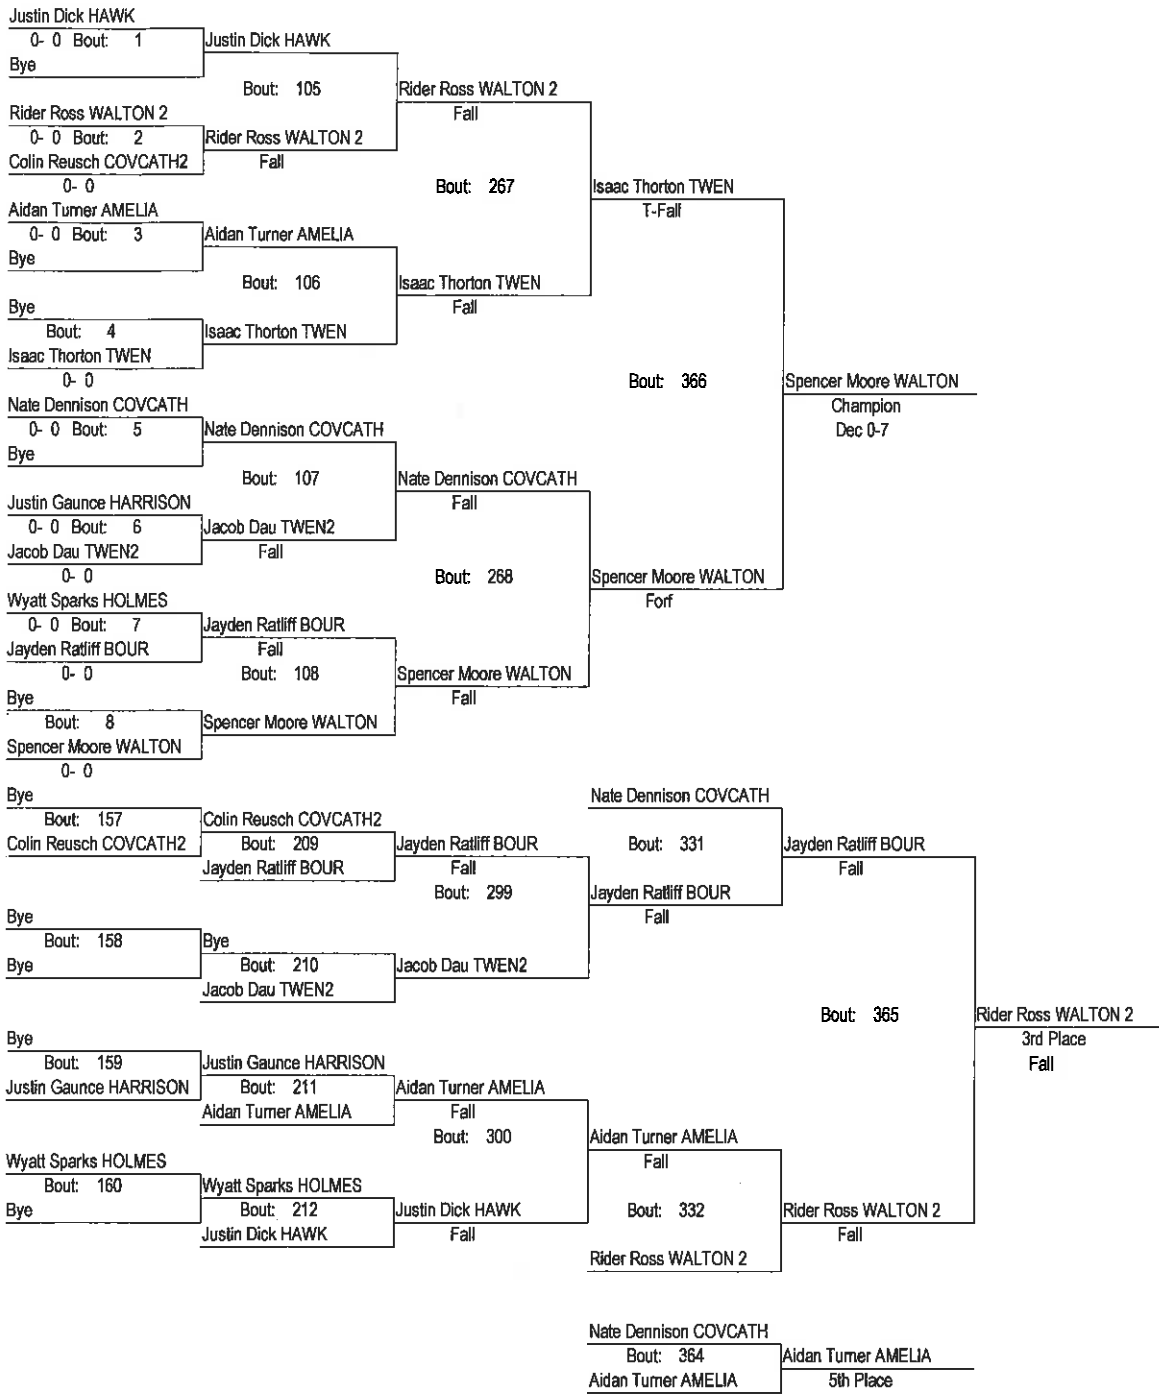 Justin Dick HAWK
0- 0 Bout: 1
Justin Dick HAWK
Bye
Bout: 105
Rider Ross WALTON 2
Fall
Rider Ross WALTON 2
0- 0 Bout: 2
Rider Ross WALTON 2
Colin Reusch COVCATH2
Fall
0- 0
Bout: 267
Isaac Thorton TWEN
T-Fall
Aidan Turner AMELIA
0- 0 Bout: 3
Aidan Turner AMELIA
Bye
Bout: 106
Isaac Thorton TWEN
Fall
Bye
Bout: 4
Isaac Thorton TWEN
Isaac Thorton TWEN
0- 0
Bout: 366
Spencer Moore WALTON
Champion
Dec 0-7
Nate Dennison COVCATH
0- 0 Bout: 5
Nate Dennison COVCATH
Bye
Bout: 107
Nate Dennison COVCATH
Fall
Justin Gaunce HARRISON
0- 0 Bout: 6
Jacob Dau TWEN2
Jacob Dau TWEN2
Fall
0- 0
Bout: 268
Spencer Moore WALTON
Forf
Wyatt Sparks HOLMES
0- 0 Bout: 7
Jayden Ratliff BOUR
Jayden Ratliff BOUR
Fall
0- 0
Bout: 108
Spencer Moore WALTON
Fall
Bye
Bout: 8
Spencer Moore WALTON
Spencer Moore WALTON
0- 0
Bye
Nate Dennison COVCATH
Bout: 157
Colin Reusch COVCATH2
Colin Reusch COVCATH2
Bout: 209
Jayden Ratliff BOUR
Fall
Bout: 331
Jayden Ratliff BOUR
Fall
Jayden Ratliff BOUR
Bout: 299
Jayden Ratliff BOUR
Fall
Bye
Bout: 158
Bye
Bye
Bout: 210
Jacob Dau TWEN2
Jacob Dau TWEN2
Bout: 365
Rider Ross WALTON 2
3rd Place
Fall
Bye
Bout: 159
Justin Gaunce HARRISON
Justin Gaunce HARRISON
Bout: 211
Aidan Turner AMELIA
Fall
Aidan Turner AMELIA
Bout: 300
Aidan Turner AMELIA
Fall
Wyatt Sparks HOLMES
Bout: 160
Wyatt Sparks HOLMES
Bye
Bout: 212
Justin Dick HAWK
Fall
Justin Dick HAWK
Bout: 332
Rider Ross WALTON 2
Fall
Rider Ross WALTON 2
Nate Dennison COVCATH
Bout: 364
Aidan Turner AMELIA
Aidan Turner AMELIA
5th Place